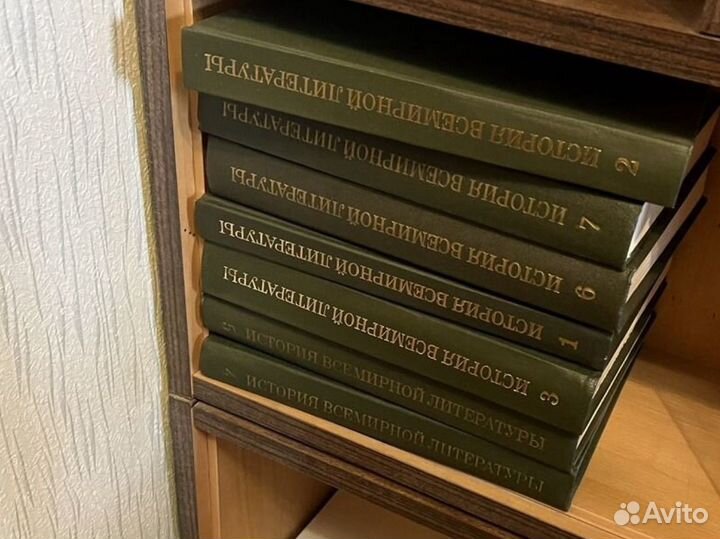 2 ИСТОРИЯ ВСЕМИРНОЙ ЛИТЕРАТУРЫ
ИСТОРИЯ ВСЕМИРНОЙ ЛИТЕРАТУРЫ
6 ИСТОРИЯ ВСЕМИРНОЙ ЛИТЕРАТУРЫ
1 ИСТОРИЯ ВСЕМИРНОЙ ЛИТЕРАТУРЫ
3 ИСТОРИЯ ВСЕМИРНОЙ ЛИТЕРАТУРЫ
5 ИСТОРИЯ ВСЕМИРНОЙ ЛИТЕРАТУРЫ
ИСТОРИЯ ВСЕМИРНОЙ ЛИТЕРАТУРЫ
Avito